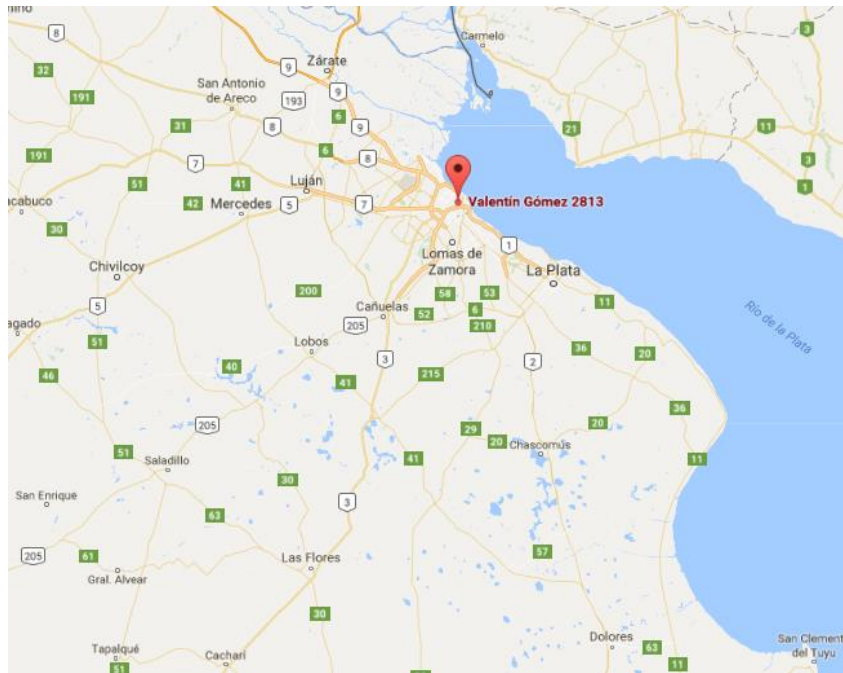 Carmelo
8
3
Zárate
9
32
San Antonio
de Areco
9
191
193
6
31
8
9
21
11
191
6
8
3
7
51
41
Luján
1
Valentín Gómez 2813
42
Mercedes
5
7
30
Lomas de
Zamora
1
Chivilcoy
La Plata
200
58
53
11
5
Cañuelas
52
6
210
205
Río de la Plata
51
Lobos
3
36
20
2
46
40
41
215
36
205
29
20
20
Chascomús
51
41
11
Saladillo
30
San Enrique
3
63
205
61
Las Flores
57
Gral. Alvear
30
Dolores
63
San Clement
del Tuyu
Tapalqué
51
Cachari
11